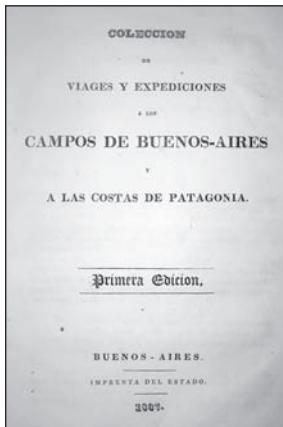 COLECCION
DE
VIAGES Y EXPEDICIONES
A LOS
CAMPOS DE BUENOS-AIRES
Y
A LAS COSTAS DE PATAGONIA.
Primera Edicion,
BUENOS-AIRES.
IMPRENTA DEL ESTADO.